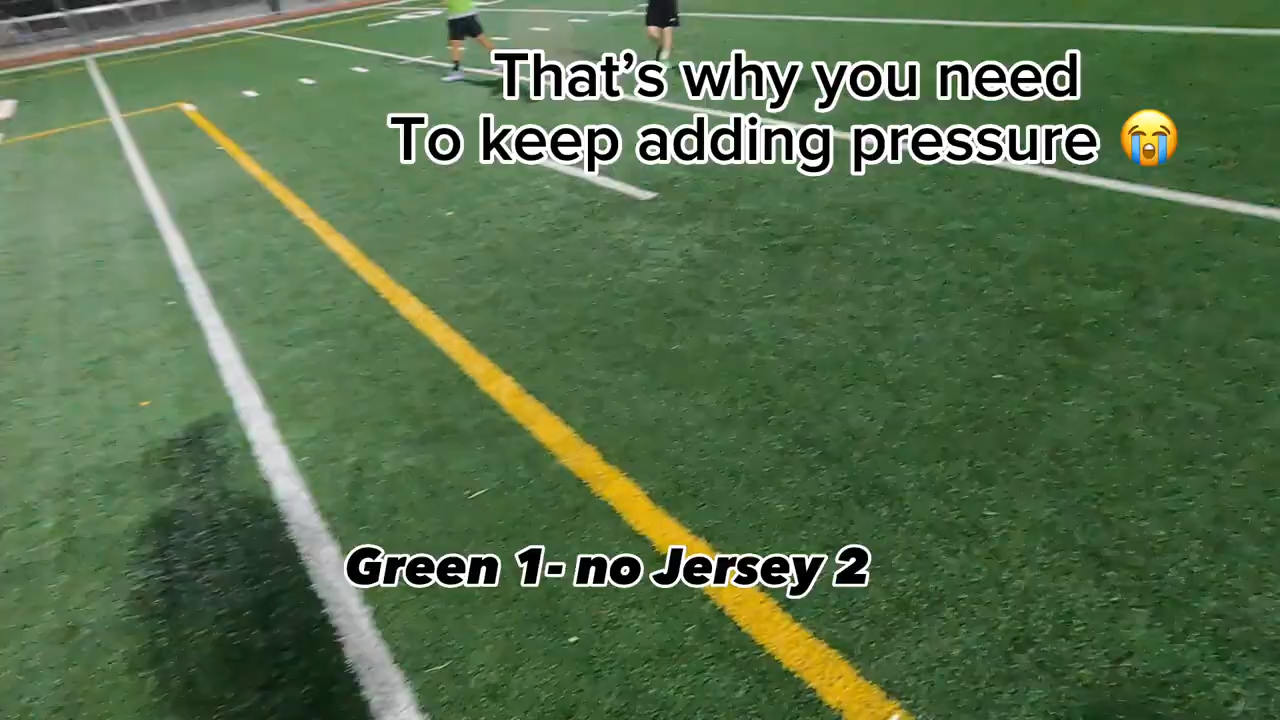 That’s why you need
To keep adding pressure 😭
Green 1- no Jersey 2